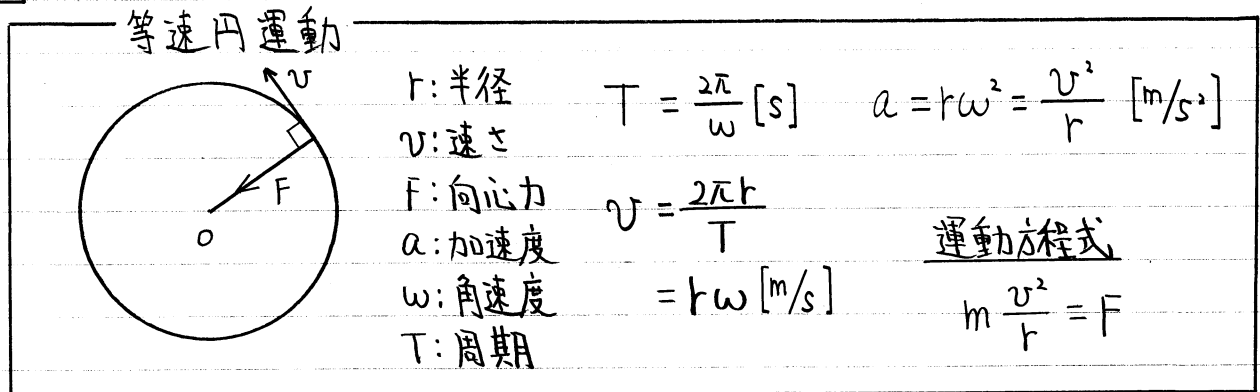 等速円運動
v
F
O
r:半径
v:速さ
F:向心力
a:加速度
ω:角速度
T:周期
T = 2π/ω [s]
v = 2πr/T
= rω [m/s]
a = rω² = v²/r [m/s²]
運動方程式
m v²/r = F